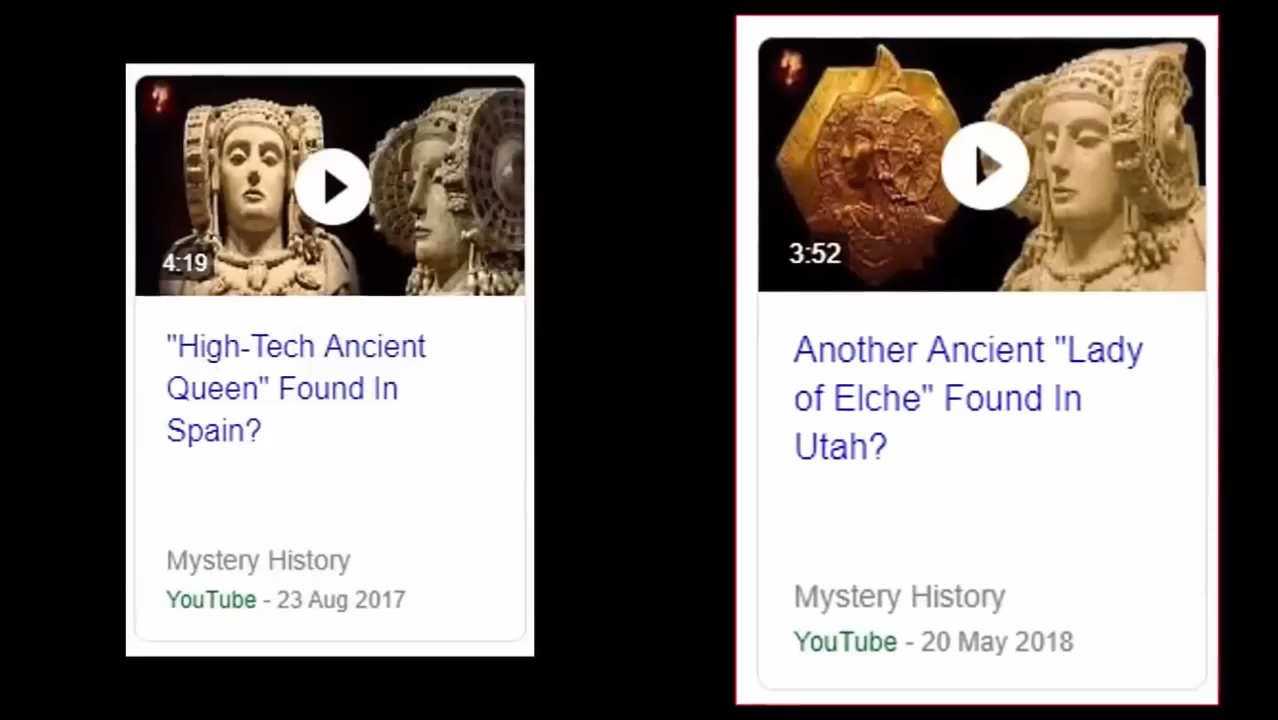 4:19
"High-Tech Ancient
Queen" Found In
Spain?
Mystery History
YouTube - 23 Aug 2017
3:52
Another Ancient "Lady
of Elche" Found In
Utah?
Mystery History
YouTube - 20 May 2018